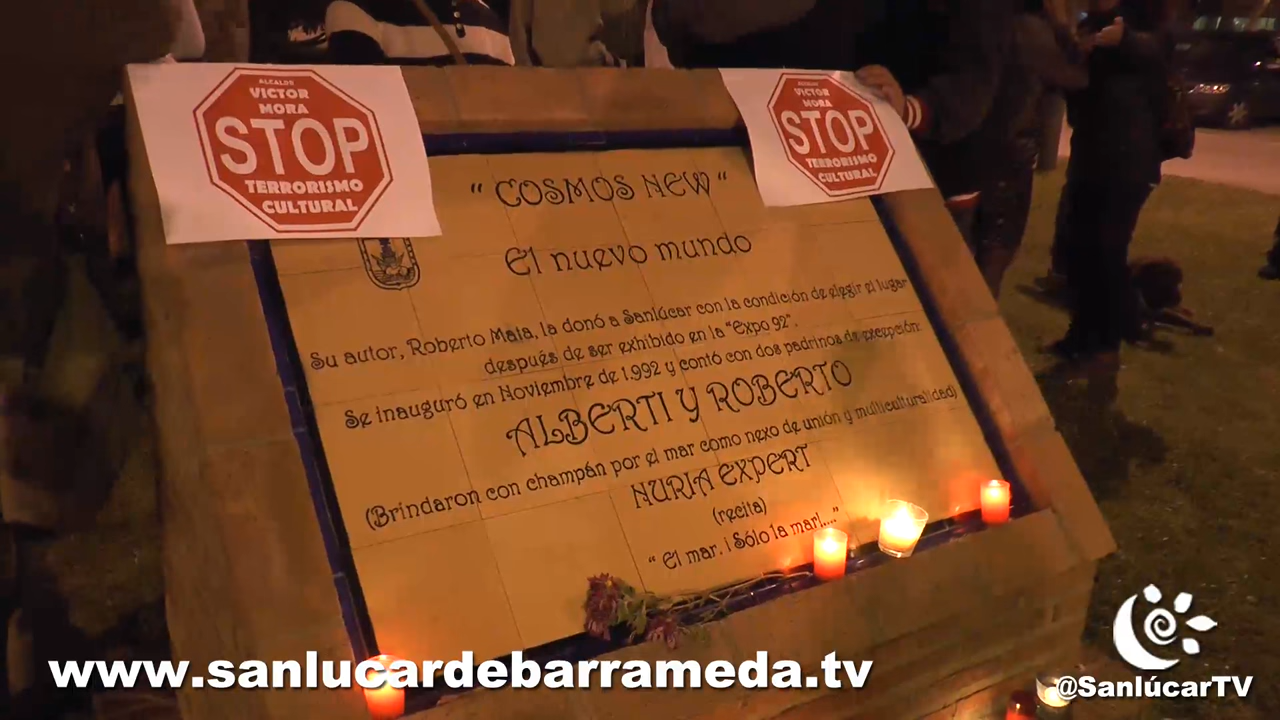 ALCALDE
VICTOR
MORA
STOP
TERRORISMO
CULTURAL
ALCALDE
VICTOR
MORA
STOP
TERRORISMO
CULTURAL
“ COSMOS NEW “
El nuevo mundo
Su autor, Roberto Maia, la donó a Sanlúcar con la condición de elegir el lugar
después de ser exhibido en la “Expo 92”.
Se inauguró en Noviembre de 1.992 y contó con dos padrinos de excepción:
ALBERTI Y ROBERTO
(Brindaron con champán por el mar como nexo de unión y multiculturalidad)
NURIA EXPERT
(recita)
“ El mar. ¡ Sólo la mar!....”
www.sanlucardebarrameda.tv
@SanlúcarTV